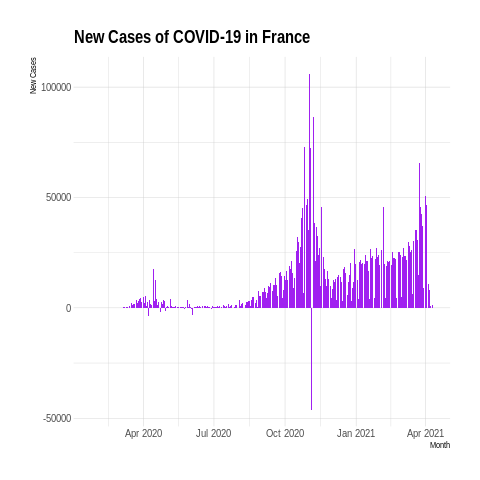 New Cases of COVID-19 in France
New Cases
100000
50000
0
-50000
Apr 2020 Jul 2020 Oct 2020 Jan 2021 Apr 2021
Month